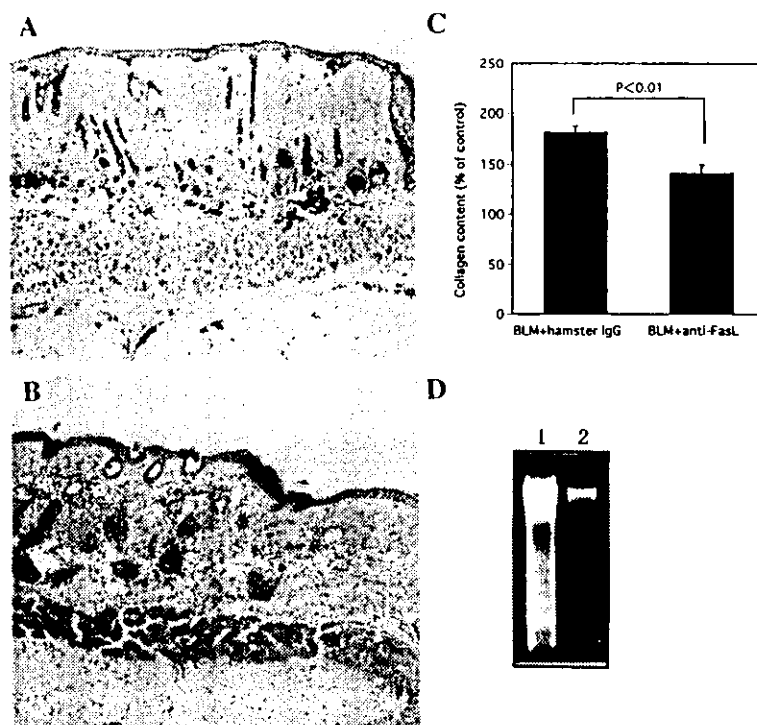 A
C
250
200
150
100
50
0
Collagen content (% of control)
P<0.01
BLM+hamster IgG
BLM+anti-FasL
B
D
1 2